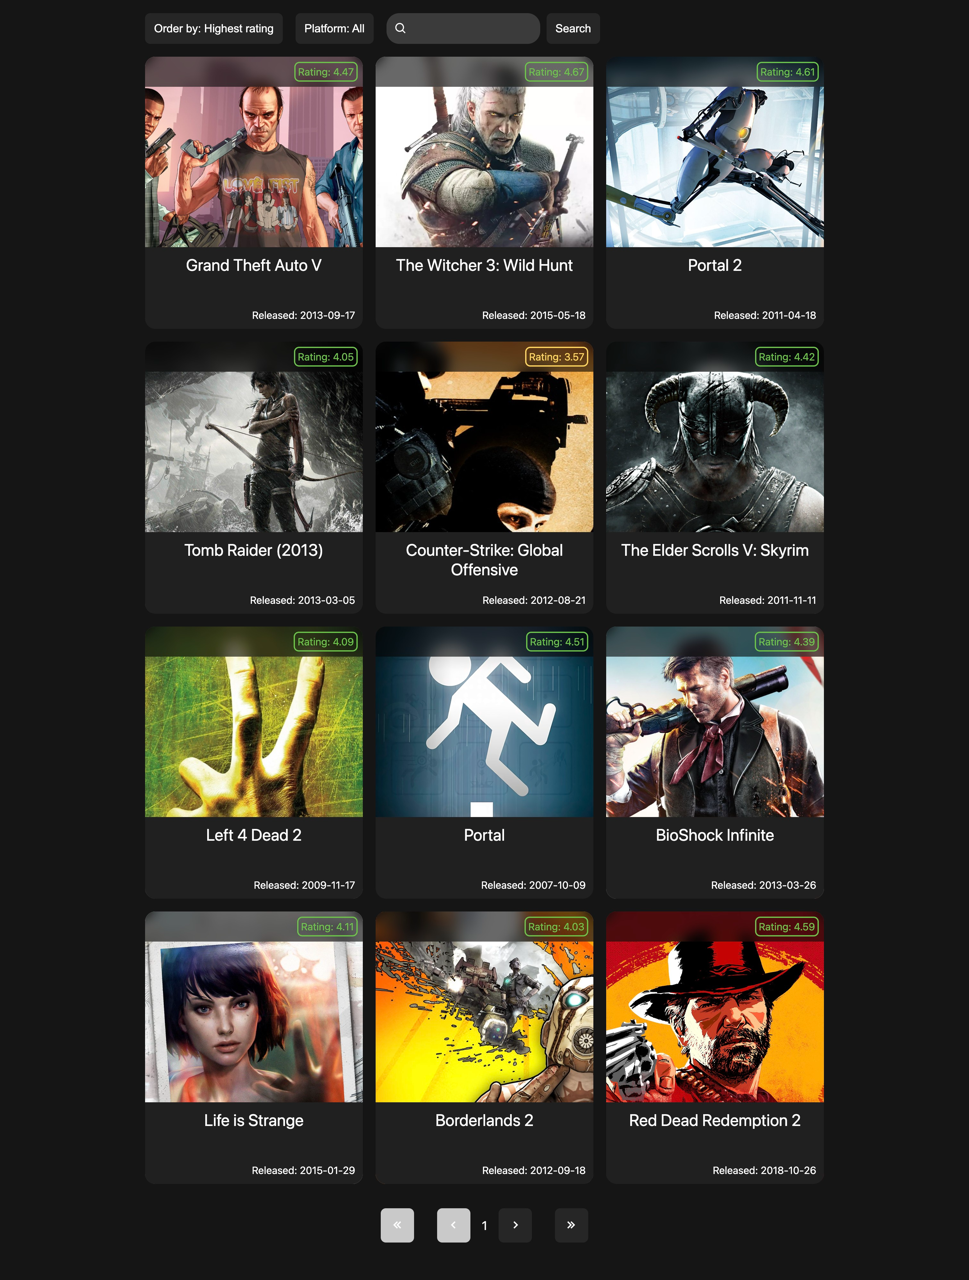 Order by: Highest rating
Platform: All
Search
Rating: 4.47
Rating: 4.67
Rating: 4.61
LOVE FIST
Grand Theft Auto V
The Witcher 3: Wild Hunt
Portal 2
Released: 2013-09-17
Released: 2015-05-18
Released: 2011-04-18
Rating: 4.05
Rating: 3.57
Rating: 4.42
Tomb Raider (2013)
Counter-Strike: Global
Offensive
The Elder Scrolls V: Skyrim
Released: 2013-03-05
Released: 2012-08-21
Released: 2011-11-11
Rating: 4.09
Rating: 4.51
Rating: 4.39
Left 4 Dead 2
Portal
BioShock Infinite
Released: 2009-11-17
Released: 2007-10-09
Released: 2013-03-26
Rating: 4.11
Rating: 4.03
Rating: 4.59
Life is Strange
Borderlands 2
Red Dead Redemption 2
Released: 2015-01-29
Released: 2012-09-18
Released: 2018-10-26
« ‹ 1 › »